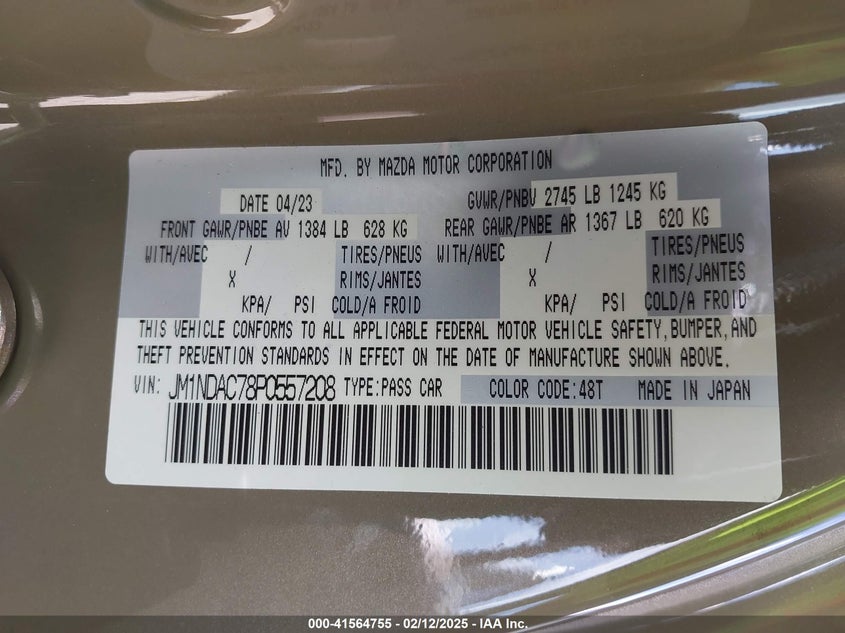 MFD. BY MAZDA MOTOR CORPORATION
DATE 04/23 GVWR/PNBV 2745 LB 1245 KG
FRONT GAWR/PNBE AV 1384 LB 628 KG REAR GAWR/PNBE AR 1367 LB 620 KG
WITH/AVEC / TIRES/PNEUS WITH/AVEC / TIRES/PNEUS
X RIMS/JANTES X RIMS/JANTES
KPA/ PSI COLD/A FROID KPA/ PSI COLD/A FROID
THIS VEHICLE CONFORMS TO ALL APPLICABLE FEDERAL MOTOR VEHICLE SAFETY, BUMPER, AND
THEFT PREVENTION STANDARDS IN EFFECT ON THE DATE OF MANUFACTURE SHOWN ABOVE.
VIN: JM1NDAC78P0557208 TYPE:PASS CAR COLOR CODE:48T MADE IN JAPAN
000-41564755 - 02/12/2025 - IAA Inc.